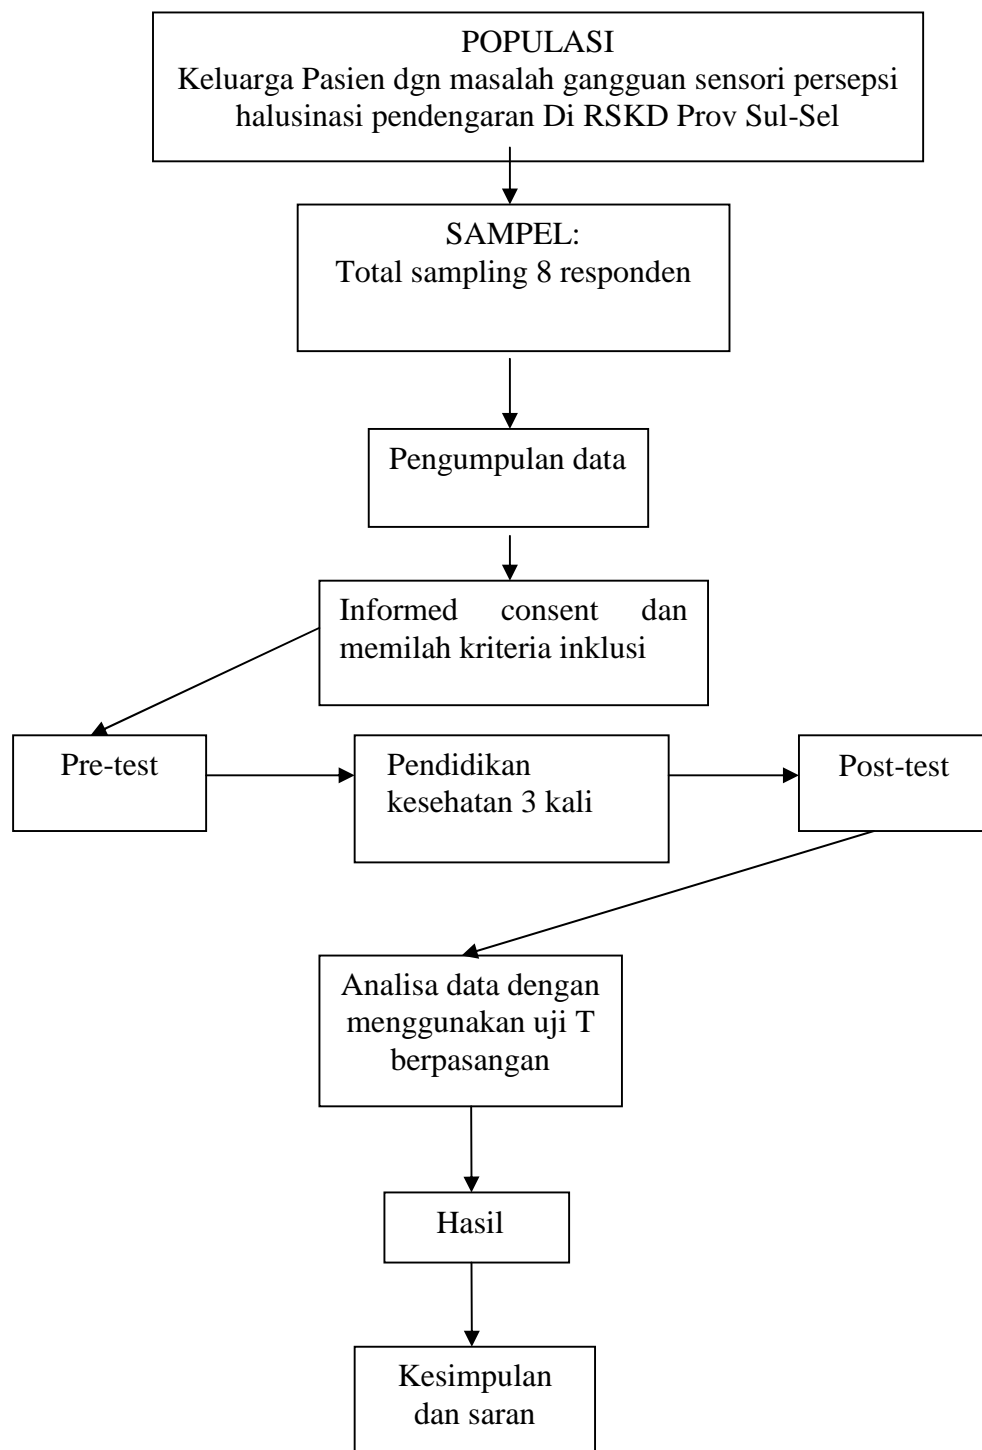 POPULASI
Keluarga Pasien dgn masalah gangguan sensori persepsi
halusinasi pendengaran Di RSKD Prov Sul-Sel
SAMPEL:
Total sampling 8 responden
Pengumpulan data
Informed consent dan
memilah kriteria inklusi
Pre-test
Pendidikan
kesehatan 3 kali
Post-test
Analisa data dengan
menggunakan uji T
berpasangan
Hasil
Kesimpulan
dan saran